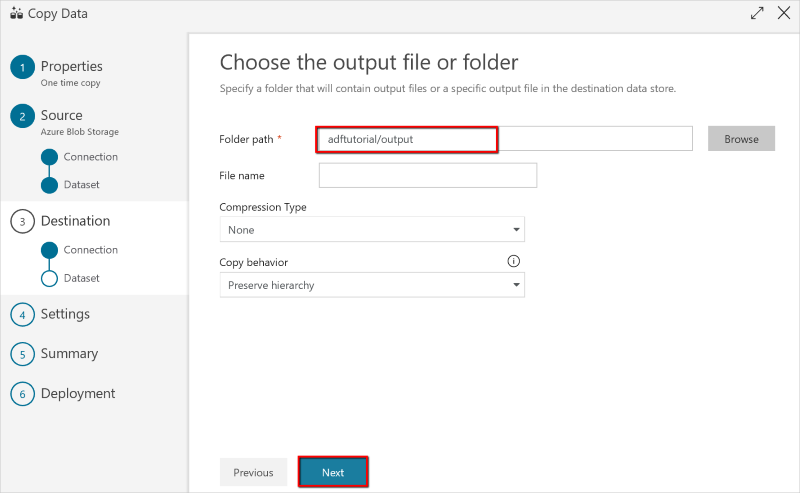 Copy Data
1 Properties
One time copy
2 Source
Azure Blob Storage
Connection
Dataset
3 Destination
Connection
Dataset
4 Settings
5 Summary
6 Deployment
Choose the output file or folder
Specify a folder that will contain output files or a specific output file in the destination data store.
Folder path * adftutorial/output Browse
File name
Compression Type
None
Copy behavior
Preserve hierarchy
Previous Next